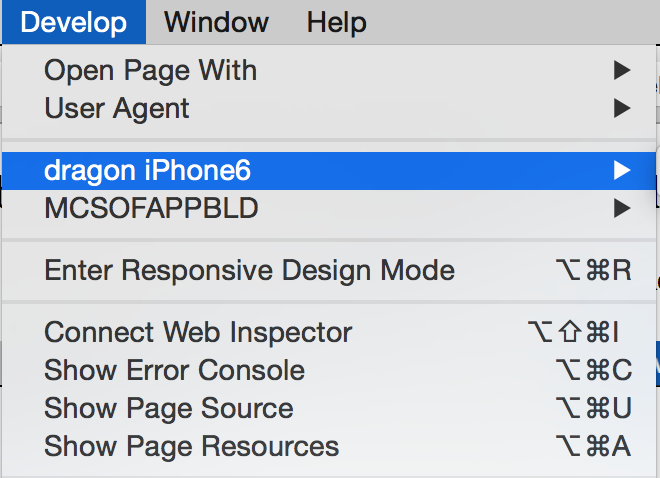 Develop Window Help
Open Page With ▶
User Agent ▶
dragon iPhone6 ▶
MCSOFAPPBLD ▶
Enter Responsive Design Mode ⌥⌘R
Connect Web Inspector ⌥⇧⌘I
Show Error Console ⌥⌘C
Show Page Source ⌥⌘U
Show Page Resources ⌥⌘A